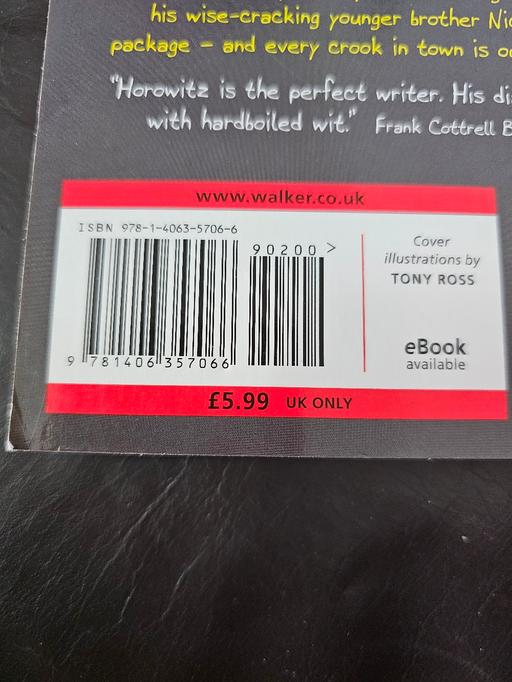 his wise-cracking younger brother Nic
package – and every crook in town is
"Horowitz is the perfect writer. His
with hardboiled wit." Frank Cottrell B
www.walker.co.uk
ISBN 978-1-4063-5706-6
90200 >
9 781406 357066
Cover
illustrations by
TONY ROSS
eBook
available
£5.99 UK ONLY